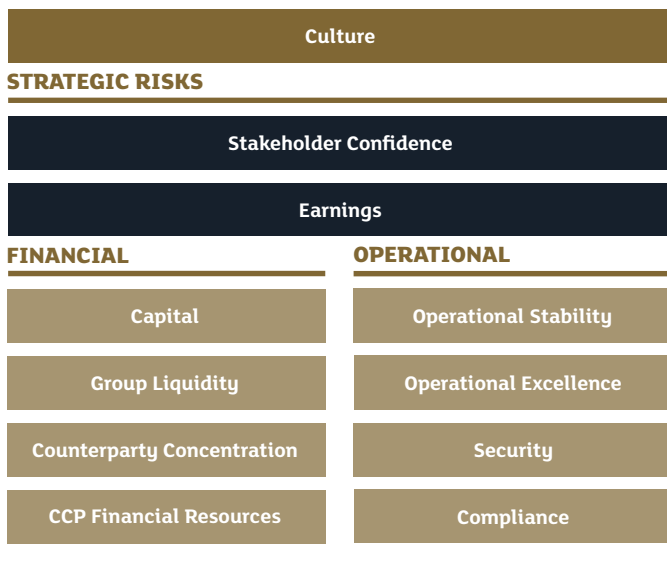 Culture
STRATEGIC RISKS
Stakeholder Confidence
Earnings
FINANCIAL
Capital
Group Liquidity
Counterparty Concentration
CCP Financial Resources
OPERATIONAL
Operational Stability
Operational Excellence
Security
Compliance